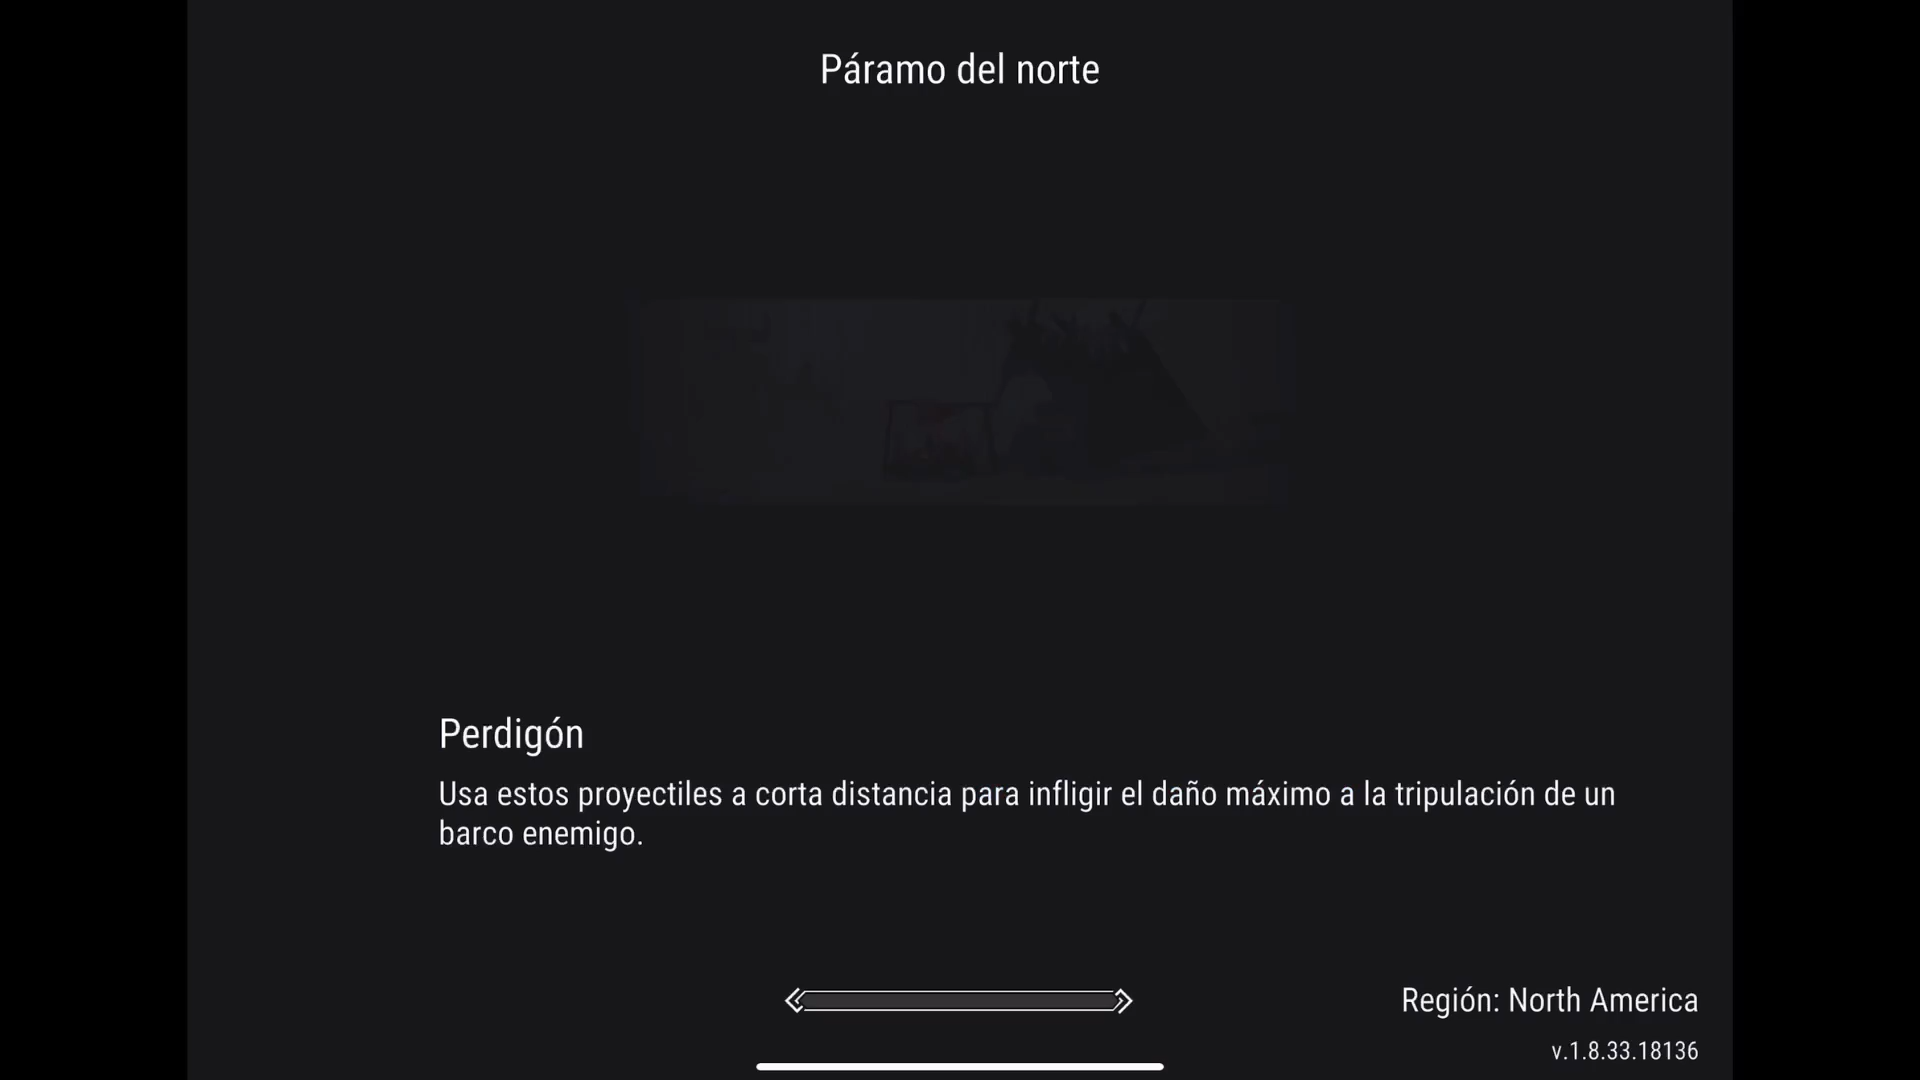 Páramo del norte
Perdigón
Usa estos proyectiles a corta distancia para infligir el daño máximo a la tripulación de un
barco enemigo.
Región: North America
v.1.8.33.18136